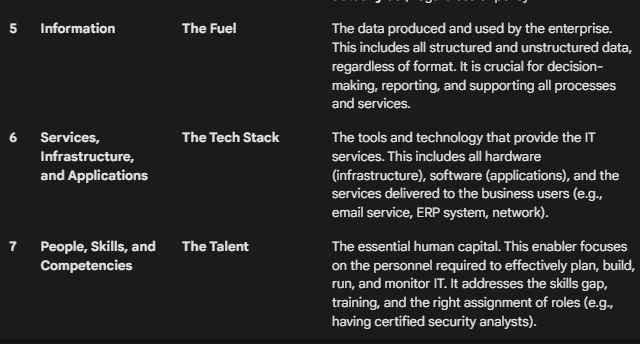 5 Information The Fuel The data produced and used by the enterprise.
This includes all structured and unstructured data,
regardless of format. It is crucial for decision-
making, reporting, and supporting all processes
and services.
6 Services, The Tech Stack The tools and technology that provide the IT
Infrastructure, services. This includes all hardware
and Applications (infrastructure), software (applications), and the
services delivered to the business users (e.g.,
email service, ERP system, network).
7 People, Skills, and The Talent The essential human capital. This enabler focuses
Competencies on the personnel required to effectively plan, build,
run, and monitor IT. It addresses the skills gap,
training, and the right assignment of roles (e.g.,
having certified security analysts).